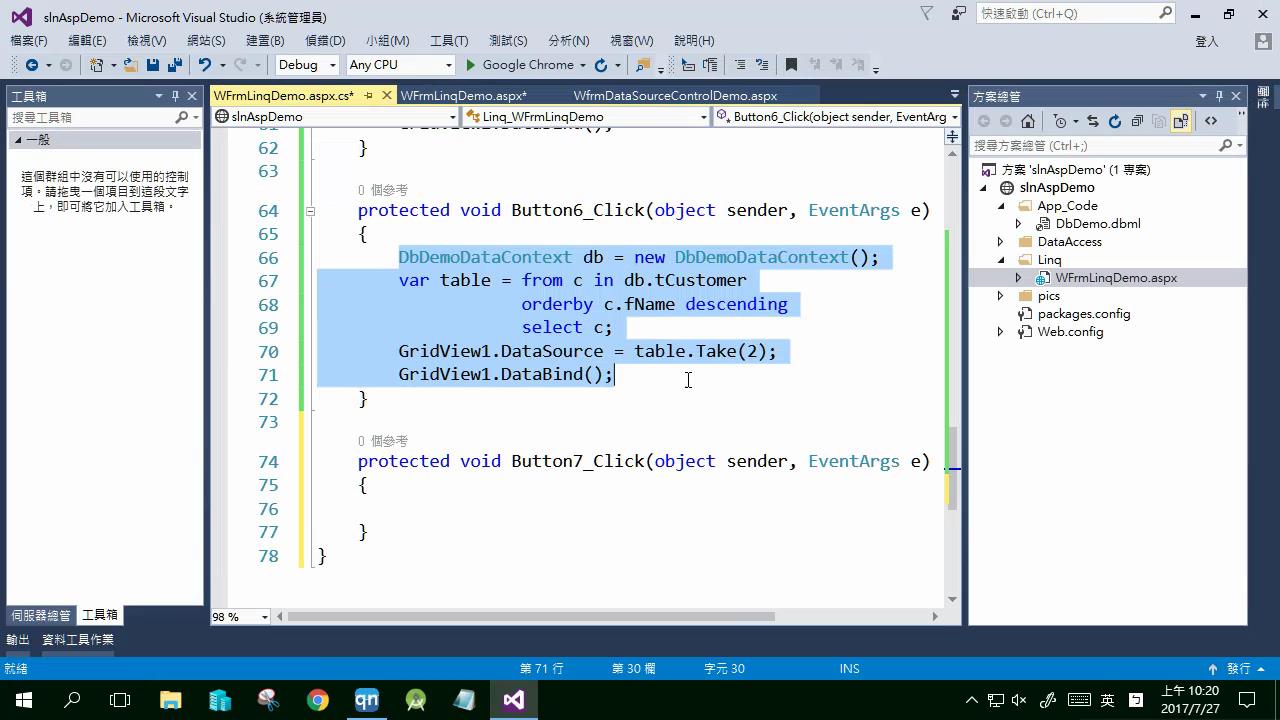 slnAspDemo - Microsoft Visual Studio (系統管理員)
快速啟動 (Ctrl+Q)
檔案(F) 編輯(E) 檢視(V) 網站(S) 建置(B) 偵錯(D) 小組(M) 工具(T) 測試(S) 分析(N) 視窗(W) 說明(H)
登入
Debug Any CPU Google Chrome
工具箱
搜尋工具箱
一般
這個群組中沒有可以使用的控制
項。請拖曳一個項目到這段文字
上，即可將它加入工具箱。
伺服器總管 工具箱
WFrmLinqDemo.aspx.cs* WFrmLinqDemo.aspx* WfrmDataSourceControlDemo.aspx
slnAspDemo Linq_WFrmLinqDemo Button6_Click(object sender, EventArg
62 }
63
0 個參考
64 protected void Button6_Click(object sender, EventArgs e)
65 {
66 DbDemoDataContext db = new DbDemoDataContext();
67 var table = from c in db.tCustomer
68 orderby c.fName descending
69 select c;
70 GridView1.DataSource = table.Take(2);
71 GridView1.DataBind();
72 }
73
0 個參考
74 protected void Button7_Click(object sender, EventArgs e)
75 {
76
77 }
78 }
98 %
方案總管
搜尋方案總管 (Ctrl+;)
方案 'slnAspDemo' (1 專案)
slnAspDemo
App_Code
DbDemo.dbml
DataAccess
Linq
WFrmLinqDemo.aspx
pics
packages.config
Web.config
輸出 資料工具作業
就緒 第 71 行 第 30 欄 字元 30 INS 發行
qn
英
上午 10:20
2017/7/27